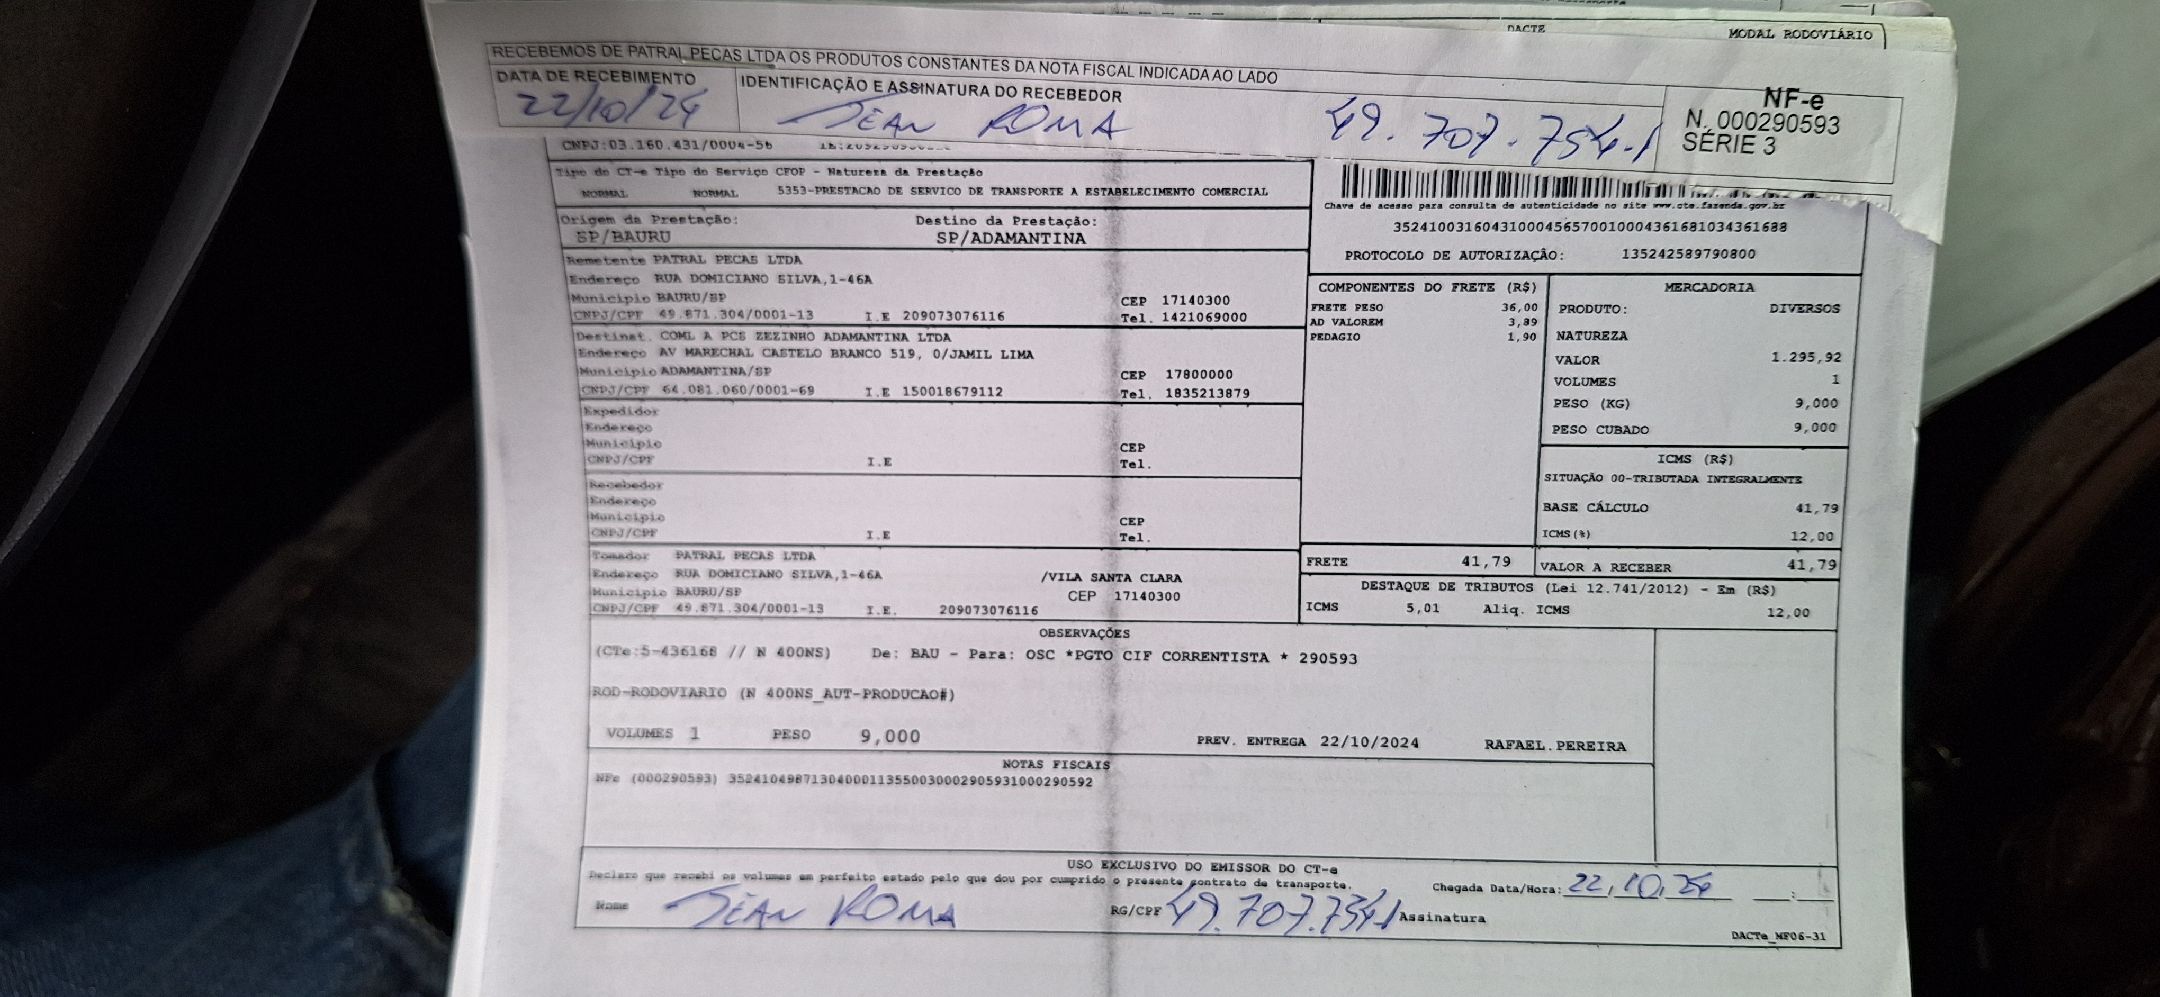 DACTE
MODAL RODOVIÁRIO
RECEBEMOS DE PATRAL PECAS LTDA OS PRODUTOS CONSTANTES DA NOTA FISCAL INDICADA AO LADO
DATA DE RECEBIMENTO
22/10/24
IDENTIFICAÇÃO E ASSINATURA DO RECEBEDOR
JEAN ROMA 49.707.754-1
NF-e
N. 000290593
SÉRIE 3
CNPJ:03.160.431/0004-56
Tipo do CT-e Tipo do Serviço CFOP - Natureza da Prestação
NORMAL NORMAL 5353-PRESTACAO DE SERVICO DE TRANSPORTE A ESTABELECIMENTO COMERCIAL
Chave de acesso para consulta de autenticidade no site www.cte.fazenda.gov.br
35241003160431000456570010004361681034361688
PROTOCOLO DE AUTORIZAÇÃO: 135242589790800
Origem da Prestação: Destino da Prestação:
SP/BAURU SP/ADAMANTINA
Remetente PATRAL PECAS LTDA
Endereço RUA DOMICIANO SILVA,1-46A
Município BAURU/SP CEP 17140300
CNPJ/CPF 49.871.304/0001-13 I.E 209073076116 Tel. 1421069000
Destinat. COML A PCS ZEZINHO ADAMANTINA LTDA
Endereço AV MARECHAL CASTELO BRANCO 519, 0/JAMIL LIMA
Município ADAMANTINA/SP CEP 17800000
CNPJ/CPF 64.081.060/0001-69 I.E 150018679112 Tel. 1835213879
Expedidor
Endereço
Município CEP
CNPJ/CPF I.E Tel.
Recebedor
Endereço
Município CEP
CNPJ/CPF I.E Tel.
Tomador PATRAL PECAS LTDA
Endereço RUA DOMICIANO SILVA,1-46A /VILA SANTA CLARA
Município BAURU/SP CEP 17140300
CNPJ/CPF 49.871.304/0001-13 I.E. 209073076116
COMPONENTES DO FRETE (R$)
FRETE PESO 36,00
AD VALOREM 3,89
PEDAGIO 1,90
MERCADORIA
PRODUTO: DIVERSOS
NATUREZA
VALOR 1.295,92
VOLUMES 1
PESO (KG) 9,000
PESO CUBADO 9,000
ICMS (R$)
SITUAÇÃO 00-TRIBUTADA INTEGRALMENTE
BASE CÁLCULO 41,79
ICMS(%) 12,00
FRETE 41,79 VALOR A RECEBER 41,79
DESTAQUE DE TRIBUTOS (Lei 12.741/2012) - Em (R$)
ICMS 5,01 Aliq. ICMS 12,00
OBSERVAÇÕES
(CTe:5-436168 // N 400NS) De: BAU - Para: OSC *PGTO CIF CORRENTISTA * 290593
ROD-RODOVIARIO (N 400NS_AUT-PRODUCAO#)
VOLUMES 1 PESO 9,000 PREV. ENTREGA 22/10/2024 RAFAEL.PEREIRA
NOTAS FISCAIS
NFe (000290593) 35241049871304000113550030002905931000290592
USO EXCLUSIVO DO EMISSOR DO CT-e
Declaro que recebi os volumes em perfeito estado pelo que dou por cumprido o presente contrato de transporte.
Chegada Data/Hora: 22,10,24 :
Nome JEAN ROMA RG/CPF 49.707.754-1 Assinatura
DACTe_MF06-31